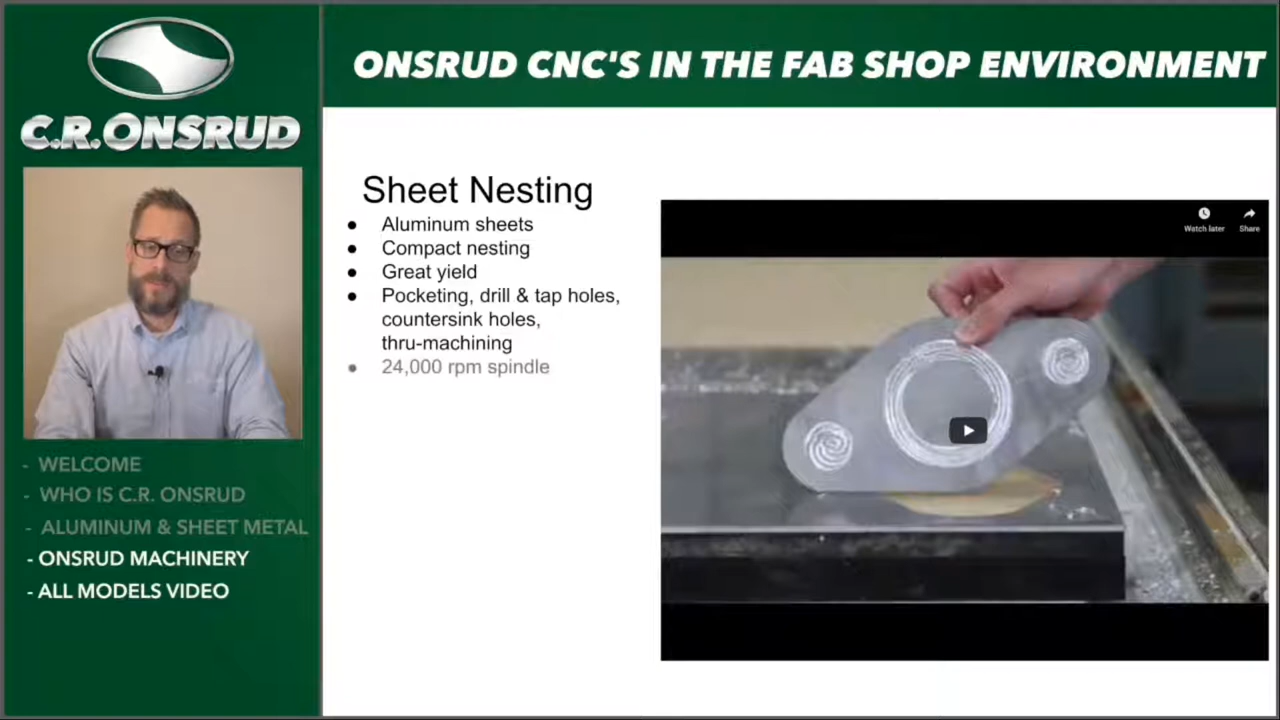 C.R.ONSRUD
ONSRUD CNC'S IN THE FAB SHOP ENVIRONMENT
Sheet Nesting
● Aluminum sheets
● Compact nesting
● Great yield
● Pocketing, drill & tap holes,
countersink holes,
thru-machining
● 24,000 rpm spindle
Watch later
Share
- WELCOME
- WHO IS C.R. ONSRUD
- ALUMINUM & SHEET METAL
- ONSRUD MACHINERY
- ALL MODELS VIDEO